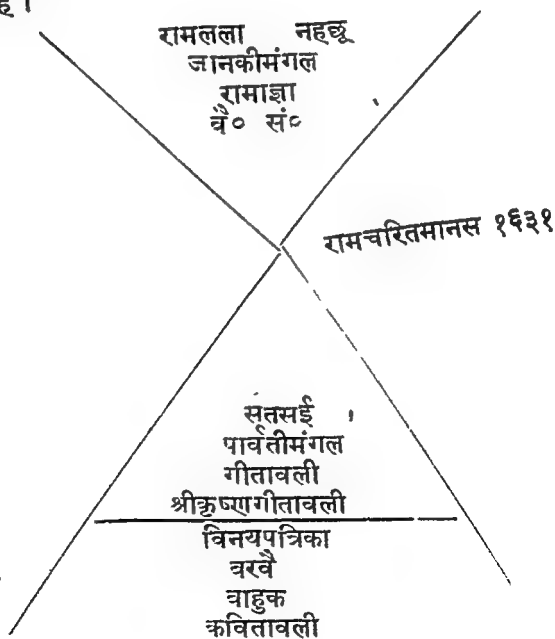 है।
रामलला नहछू
जानकीमंगल
रामाज्ञा
वै० सं०
रामचरितमानस १६३१
सतसई
पार्वतीमंगल
गीतावली
श्रीकृष्णगीतावली
विनयपत्रिका
बरवै
वाहुक
कवितावली